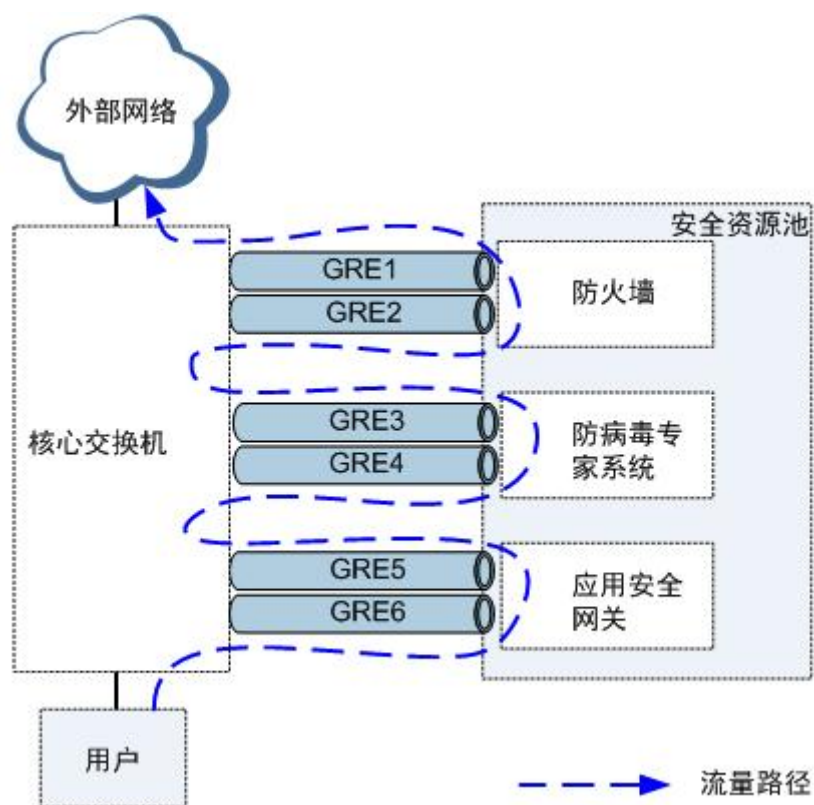 外部网络
安全资源池
GRE1
GRE2
防火墙
核心交换机
GRE3
GRE4
防病毒专
家系统
GRE5
GRE6
应用安全
网关
用户
流量路径